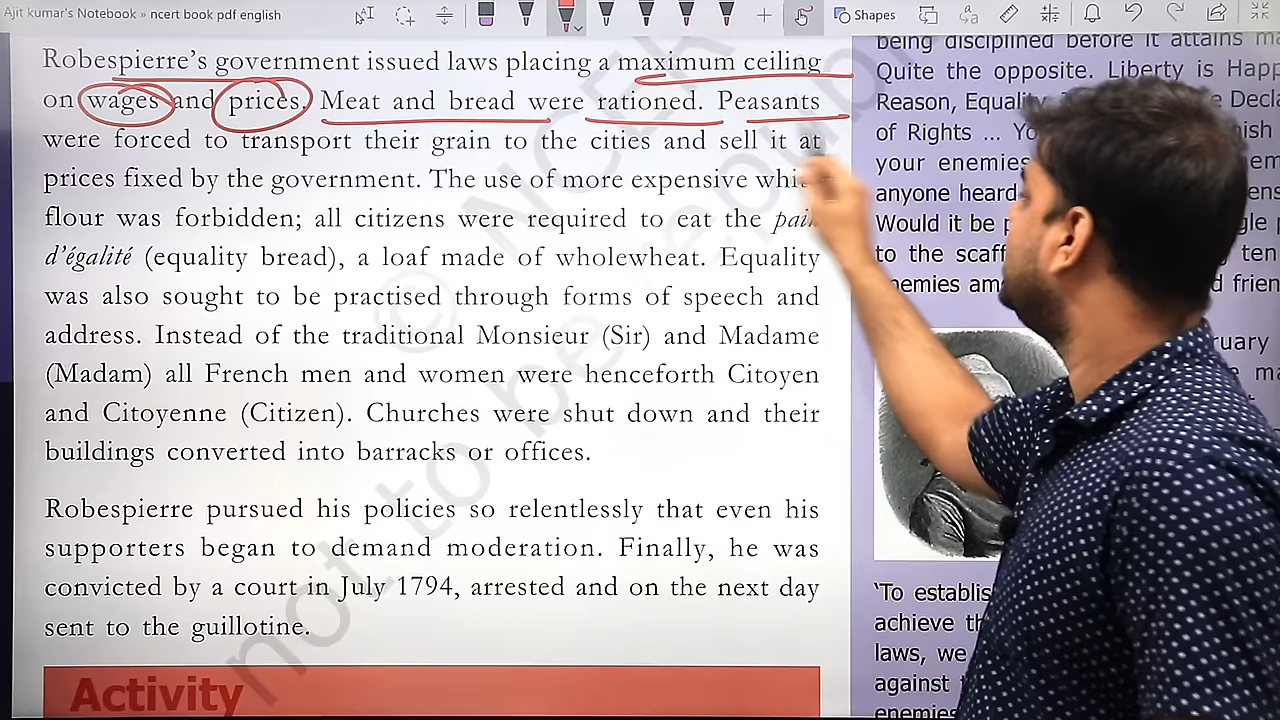 Ajit kumar's Notebook » ncert book pdf english
Shapes
Robespierre's government issued laws placing a maximum ceiling
on wages and prices. Meat and bread were rationed. Peasants
were forced to transport their grain to the cities and sell it at
prices fixed by the government. The use of more expensive
flour was forbidden; all citizens were required to eat the pain
d'égalité (equality bread), a loaf made of wholewheat. Equality
was also sought to be practised through forms of speech and
address. Instead of the traditional Monsieur (Sir) and Madame
(Madam) all French men and women were henceforth Citoyen
and Citoyenne (Citizen). Churches were shut down and their
buildings converted into barracks or offices.
Robespierre pursued his policies so relentlessly that even his
supporters began to demand moderation. Finally, he was
convicted by a court in July 1794, arrested and on the next day
sent to the guillotine.
Activity
being disciplined before it attains
Quite the opposite. Liberty is
Reason, Equality
of Rights ...
your enemies
anyone heard
Would it be
to the
ten
'To
achieve
laws, we
against
enemies
© NCERT
not to be republ